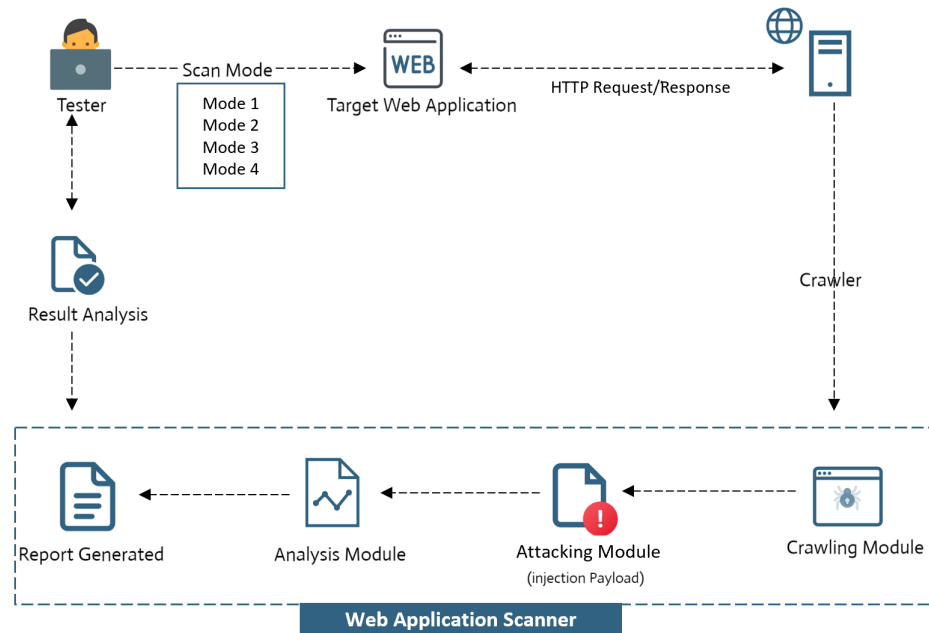 WEB
Tester
Scan Mode
Mode 1
Mode 2
Mode 3
Mode 4
Target Web Application
HTTP Request/Response
Result Analysis
Crawler
Report Generated
Analysis Module
!
Attacking Module
(injection Payload)
Crawling Module
Web Application Scanner